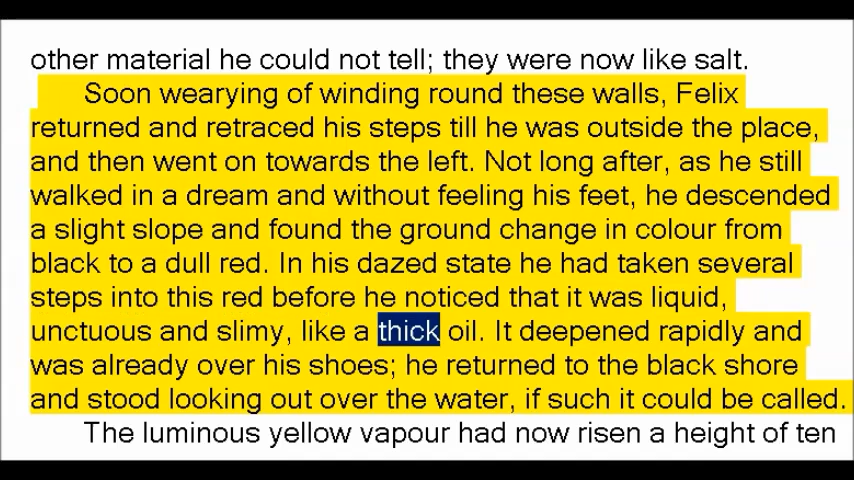 other material he could not tell; they were now like salt.
Soon wearying of winding round these walls, Felix
returned and retraced his steps till he was outside the place,
and then went on towards the left. Not long after, as he still
walked in a dream and without feeling his feet, he descended
a slight slope and found the ground change in colour from
black to a dull red. In his dazed state he had taken several
steps into this red before he noticed that it was liquid,
unctuous and slimy, like a thick oil. It deepened rapidly and
was already over his shoes; he returned to the black shore
and stood looking out over the water, if such it could be called.
The luminous yellow vapour had now risen a height of ten